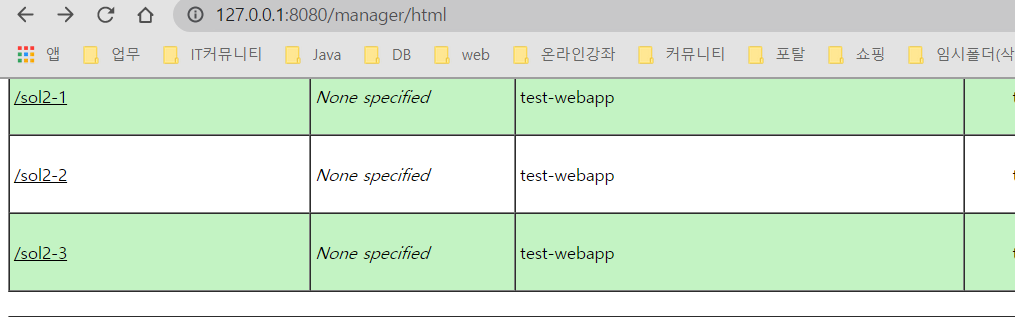 127.0.0.1:8080/manager/html
앱 업무 IT커뮤니티 Java DB web 온라인강좌 커뮤니티 포탈 쇼핑 임시폴더(삭
/sol2-1 None specified test-webapp
/sol2-2 None specified test-webapp
/sol2-3 None specified test-webapp